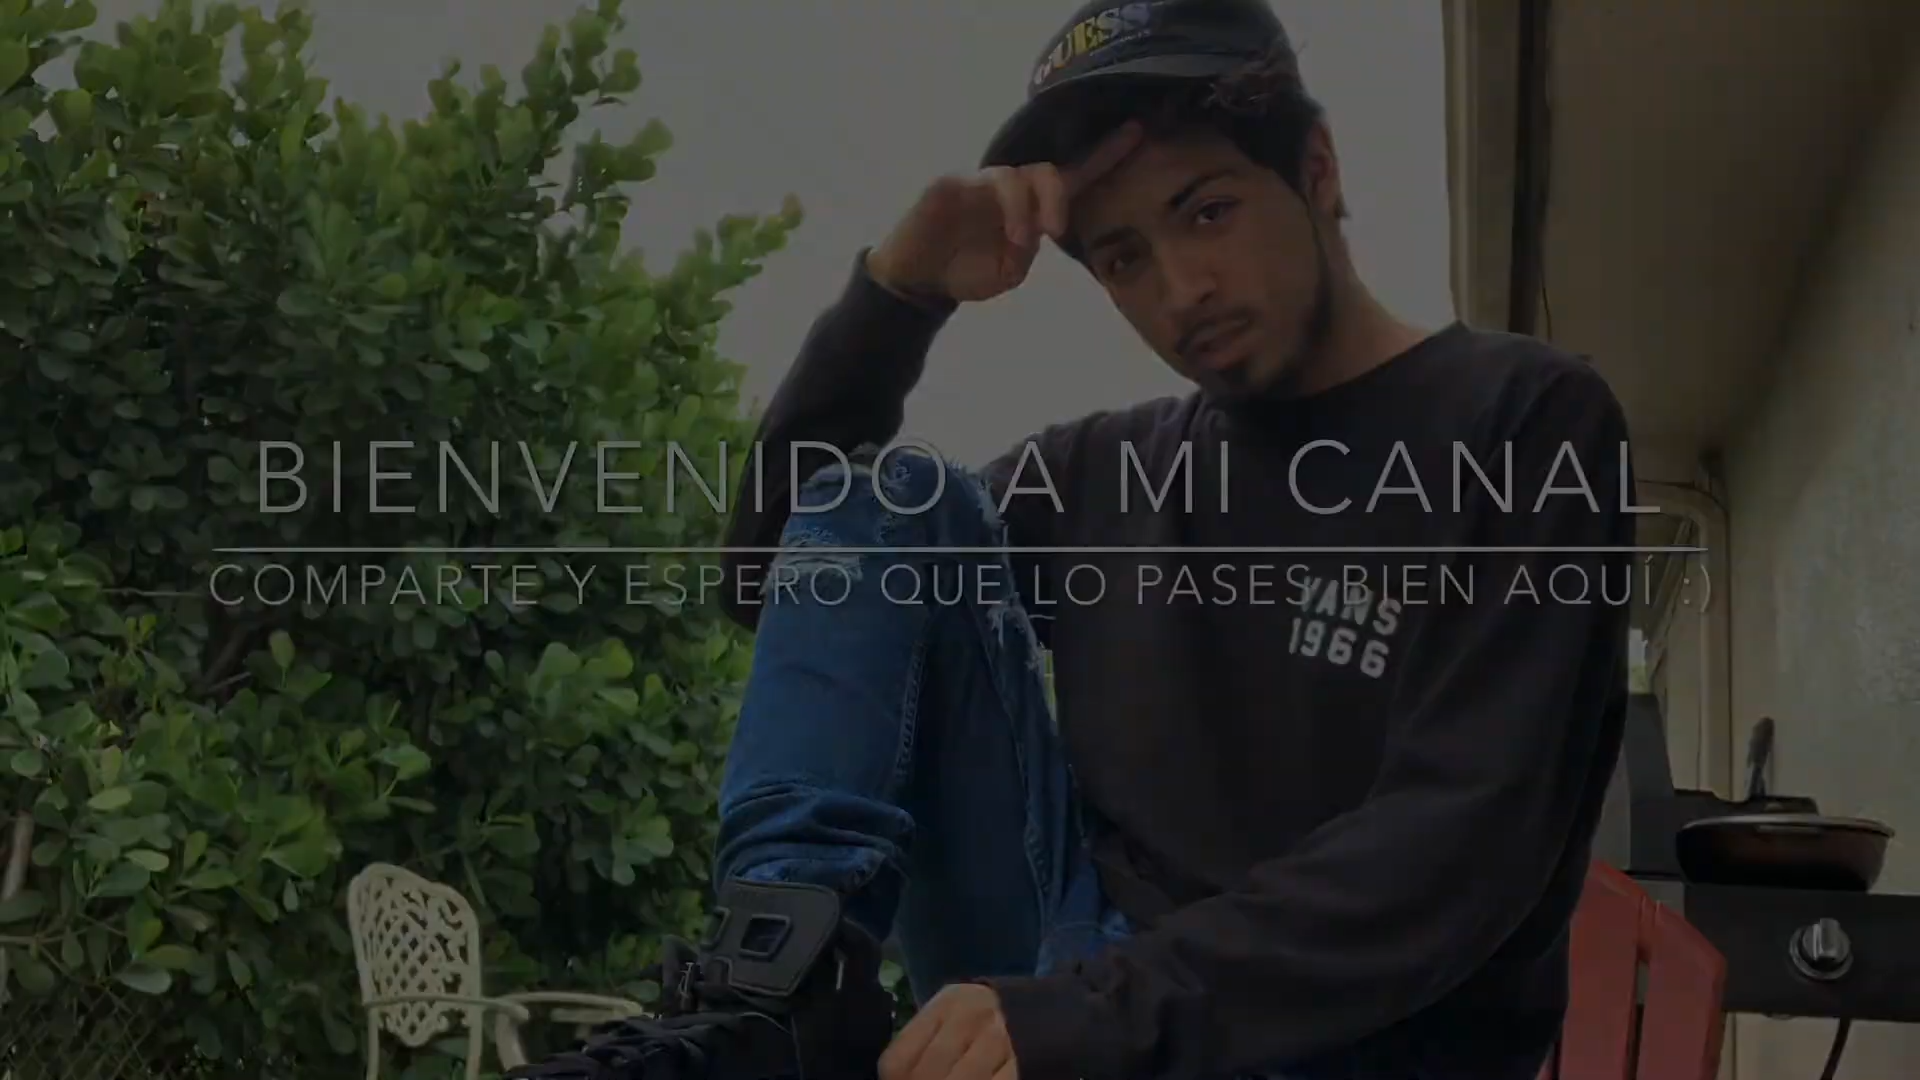 GUESS
BIENVENIDO A MI CANAL
COMPARTE Y ESPERO QUE LO PASES BIEN AQUÍ :)
VANS
1966